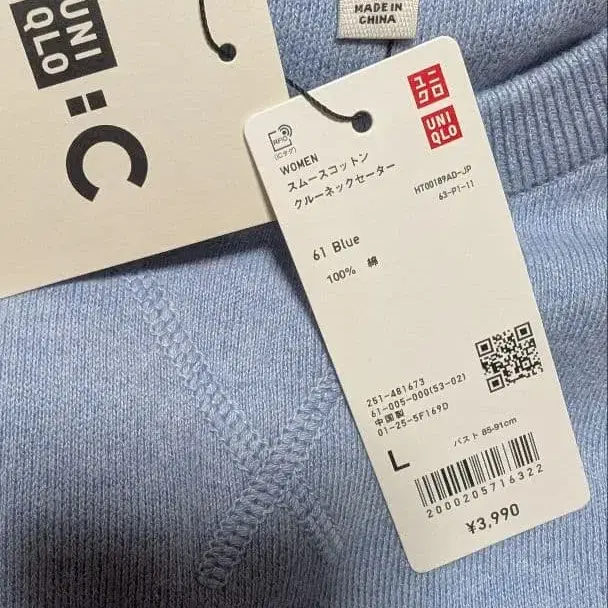 MADE IN
CHINA
UNI
QLO
:C
ユニ
クロ
UNI
QLO
RFID
(ICタグ)
WOMEN
スムースコットン
クルーネックセーター
HT00189AD-JP
63-P1-11
61 Blue
100% 綿
251-481673
61-005-000(53-02)
中国製
01-25-5F169D
L
バスト 85-91cm
2000205716322
¥3,990